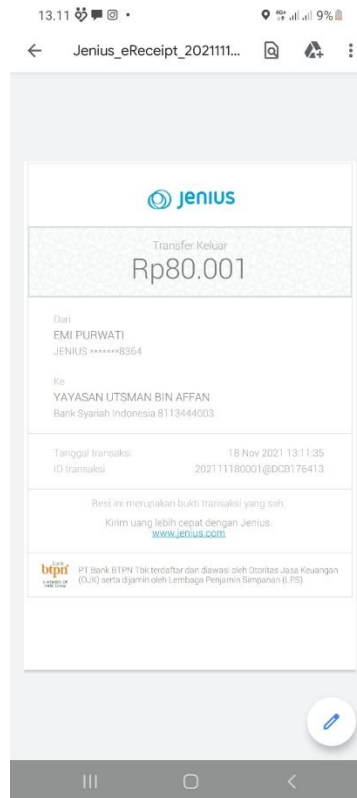 13.11
9%
Jenius_eReceipt_2021111...
jenius
Transfer Keluar
Rp80.001
Dari
EMI PURWATI
JENIUS *******8364
Ke
YAYASAN UTSMAN BIN AFFAN
Bank Syariah Indonesia 8113444003
Tanggal transaksi 18 Nov 2021 13:11:35
ID transaksi 202111180001@DCB176413
Resi ini merupakan bukti transaksi yang sah.
Kirim uang lebih cepat dengan Jenius.
www.jenius.com
btpn
PT Bank BTPN Tbk terdaftar dan diawasi oleh Otoritas Jasa Keuangan
(OJK) serta dijamin oleh Lembaga Penjamin Simpanan (LPS)